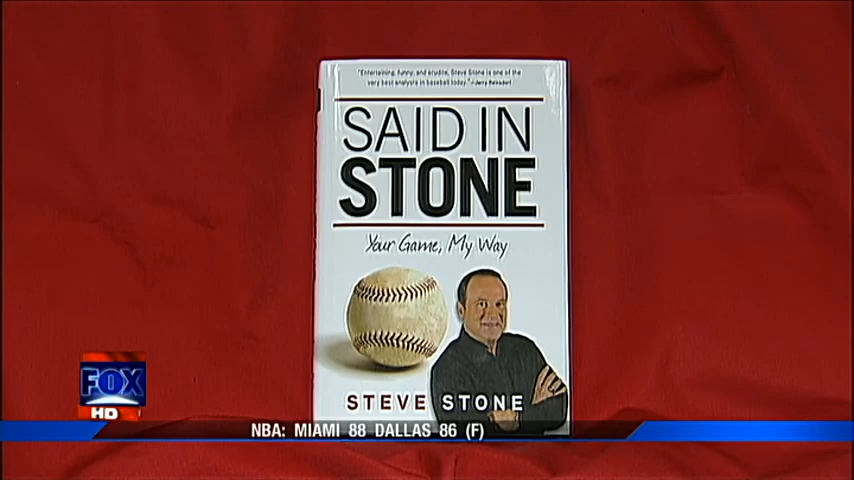 "Entertaining, funny, and erudite, Steve Stone is one of the
very best analysts in baseball today." —Jerry Reinsdorf
SAID IN
STONE
Your Game, My Way
STEVE STONE
FOX
HD
NBA: MIAMI 88 DALLAS 86 (F)